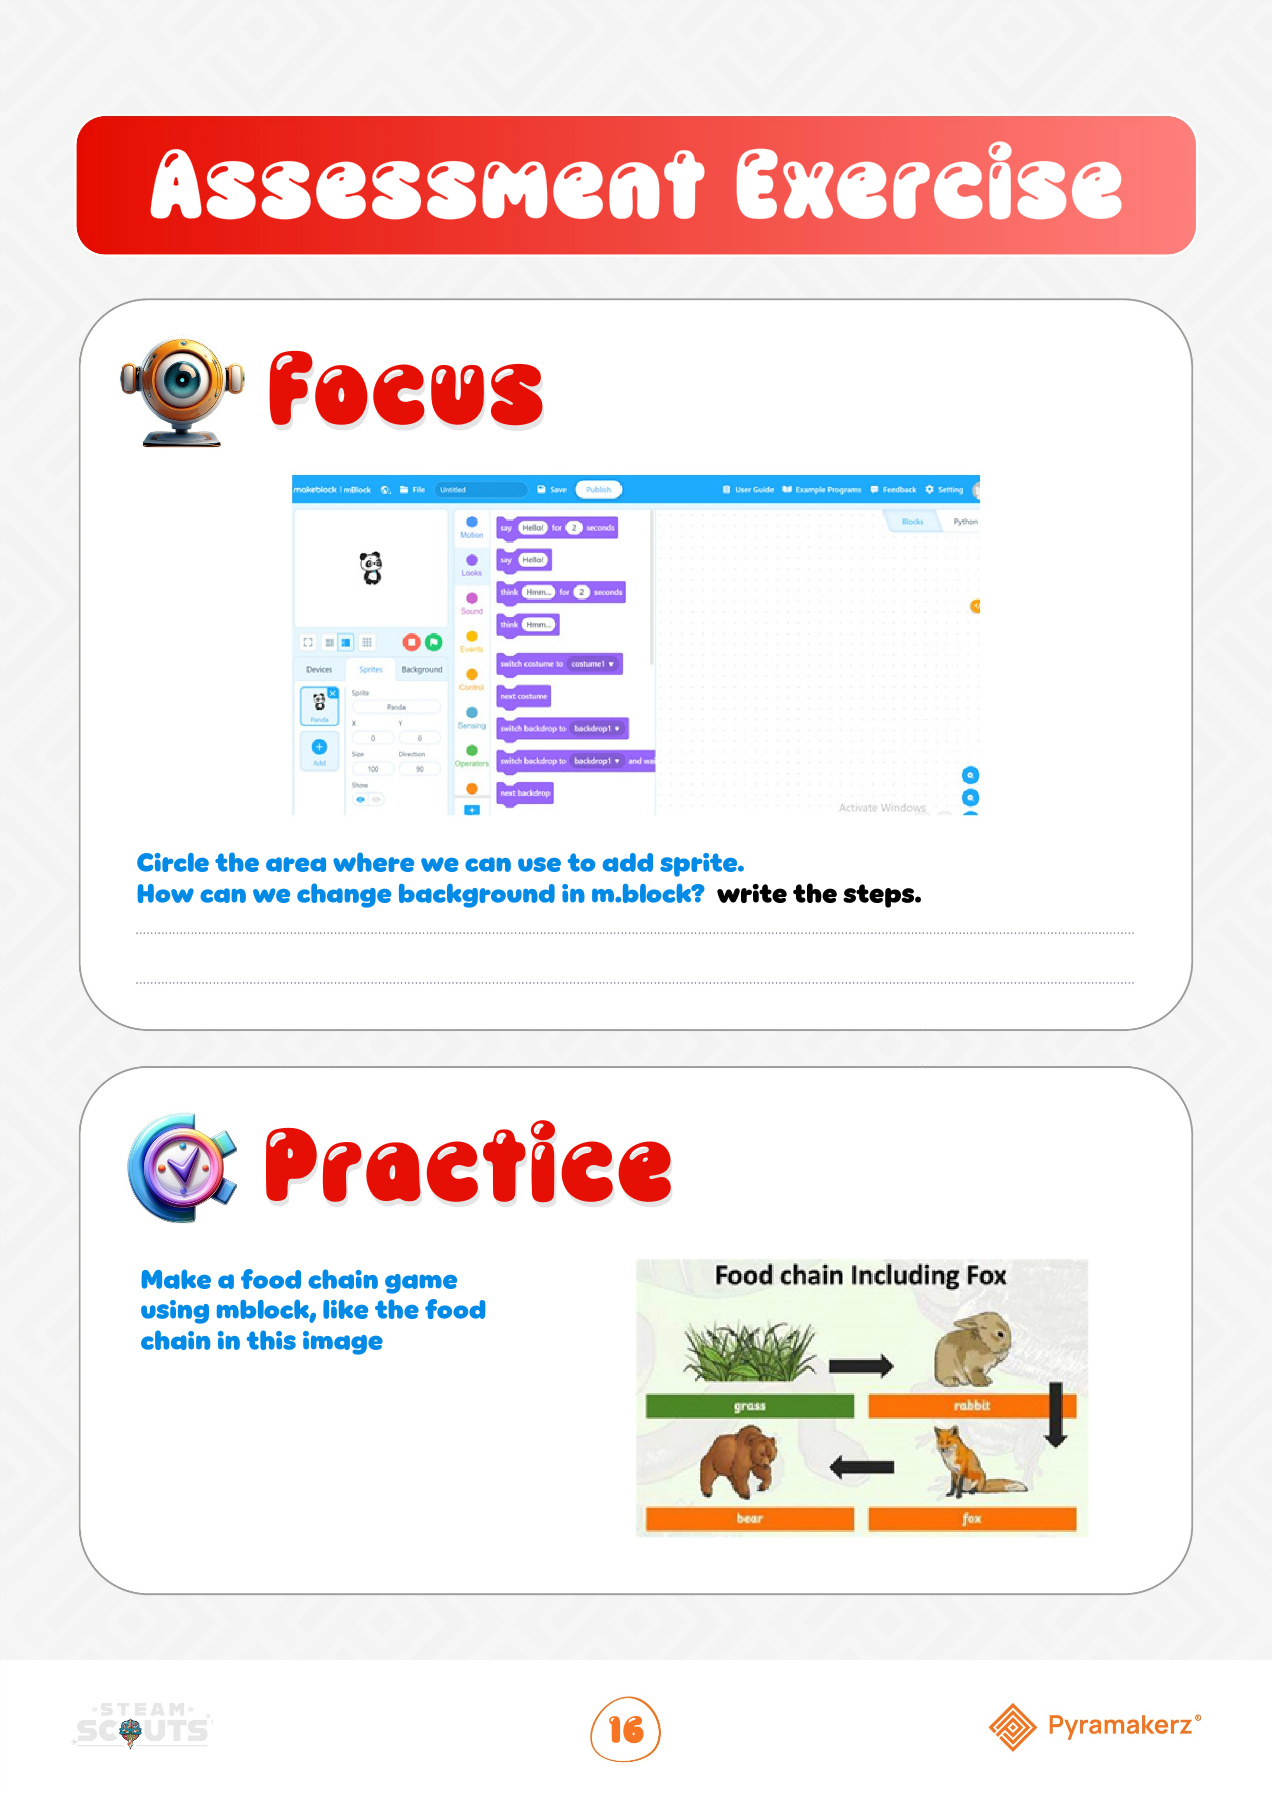 Assessment Exercise
Focus
makeblock | mBlock File Untitled Save Publish User Guide Example Programs Feedback Setting
Blocks Python
Motion
Looks
Sound
Events
Control
Sensing
Operators
say Hello! for 2 seconds
say Hello!
think Hmm... for 2 seconds
think Hmm...
switch costume to costume1
next costume
switch backdrop to backdrop1
switch backdrop to backdrop1 and wai
next backdrop
Devices Sprites Background
Panda
Add
Sprite
Panda
X Y
0 0
Size Direction
100 90
Show
Activate Windows
Circle the area where we can use to add sprite.
How can we change background in m.block? write the steps.
Practice
Make a food chain game
using mblock, like the food
chain in this image
Food chain Including Fox
grass rabbit
bear fox
STEAM
SCOUTS
16
Pyramakerz®